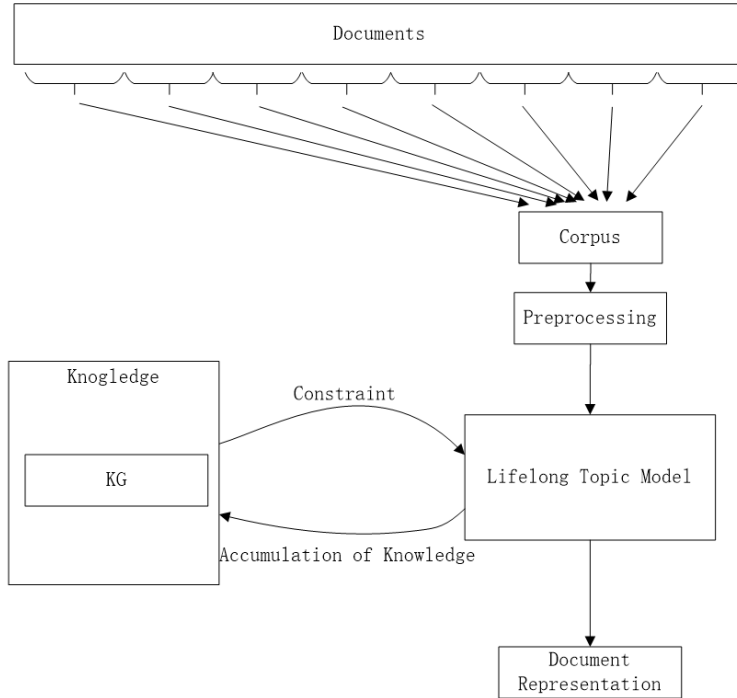 Documents
Corpus
Preprocessing
Knogledge
Constraint
KG
Lifelong Topic Model
Accumulation of Knowledge
Document
Representation